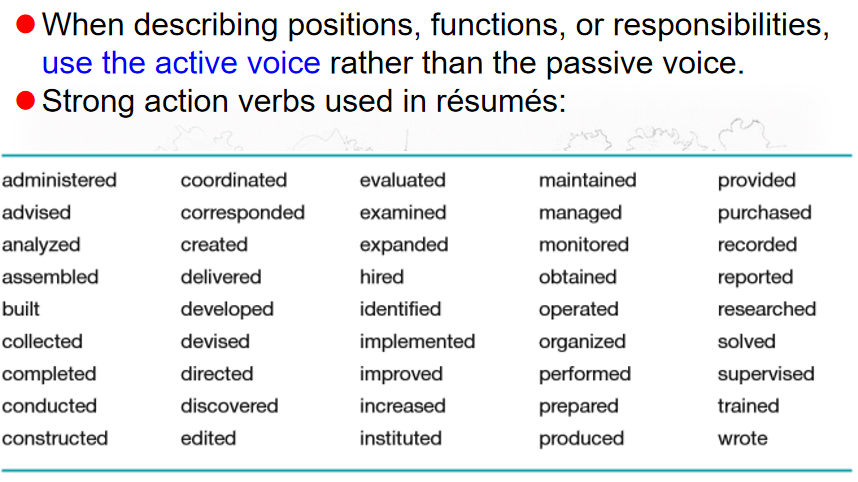 When describing positions, functions, or responsibilities,
use the active voice rather than the passive voice.
Strong action verbs used in résumés:
administered coordinated evaluated maintained provided
advised corresponded examined managed purchased
analyzed created expanded monitored recorded
assembled delivered hired obtained reported
built developed identified operated researched
collected devised implemented organized solved
completed directed improved performed supervised
conducted discovered increased prepared trained
constructed edited instituted produced wrote